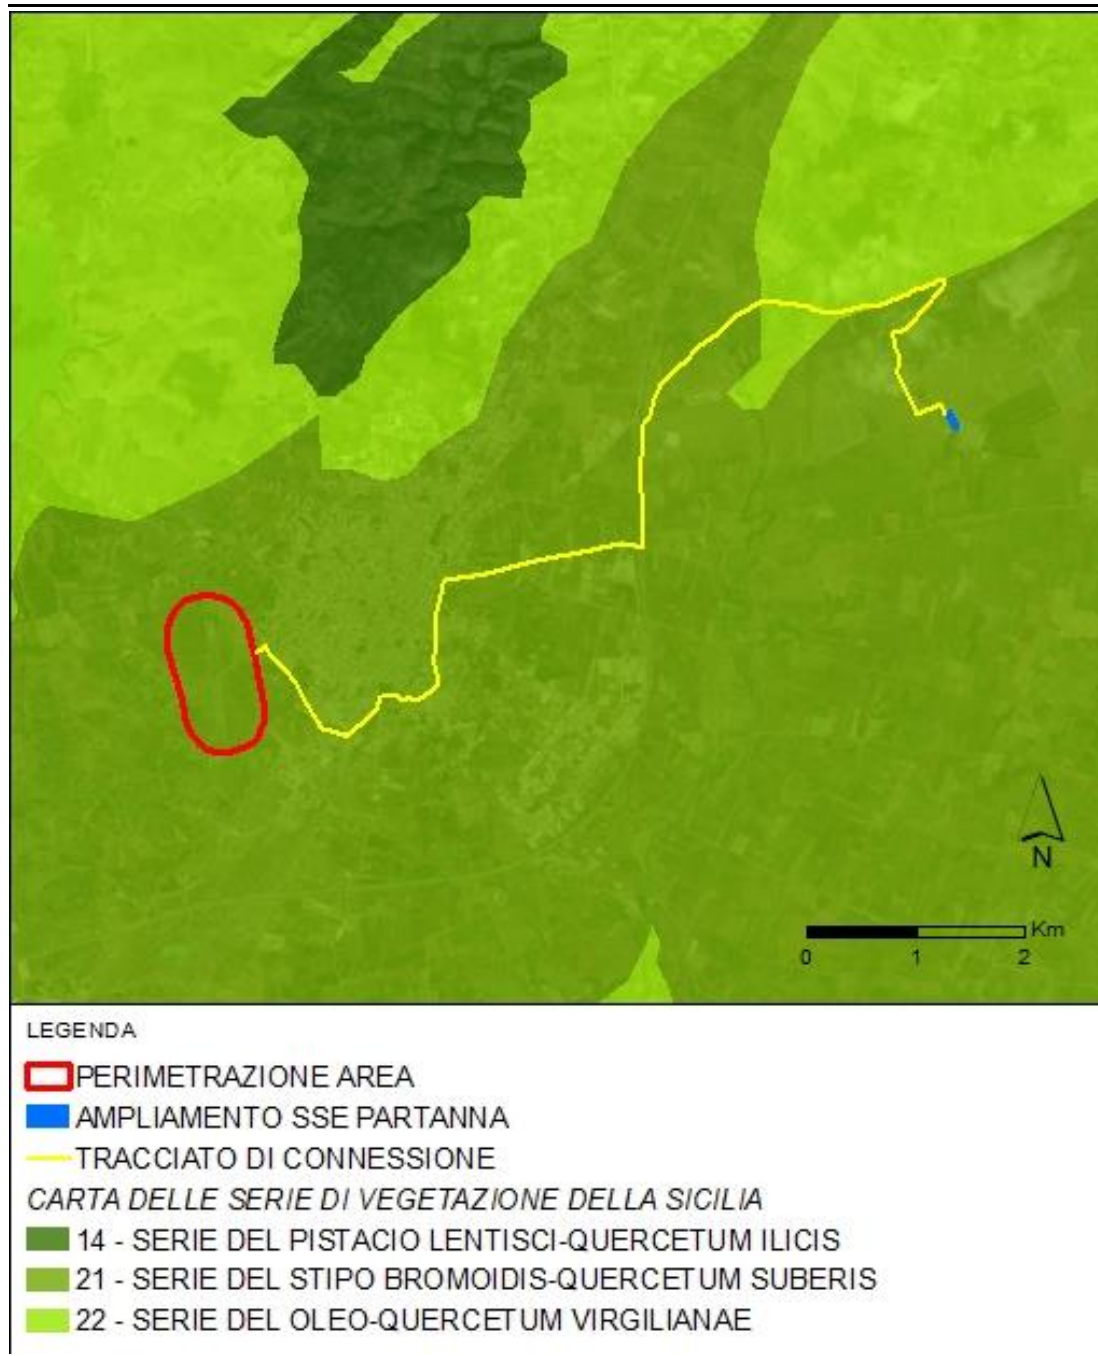 N
Km
0 1 2
LEGENDA
PERIMETRAZIONE AREA
AMPLIAMENTO SSE PARTANNA
TRACCIATO DI CONNESSIONE
CARTA DELLE SERIE DI VEGETAZIONE DELLA SICILIA
14 - SERIE DEL PISTACIO LENTISCI-QUERCETUM ILICIS
21 - SERIE DEL STIPO BROMOIDIS-QUERCETUM SUBERIS
22 - SERIE DEL OLEO-QUERCETUM VIRGILIANAE